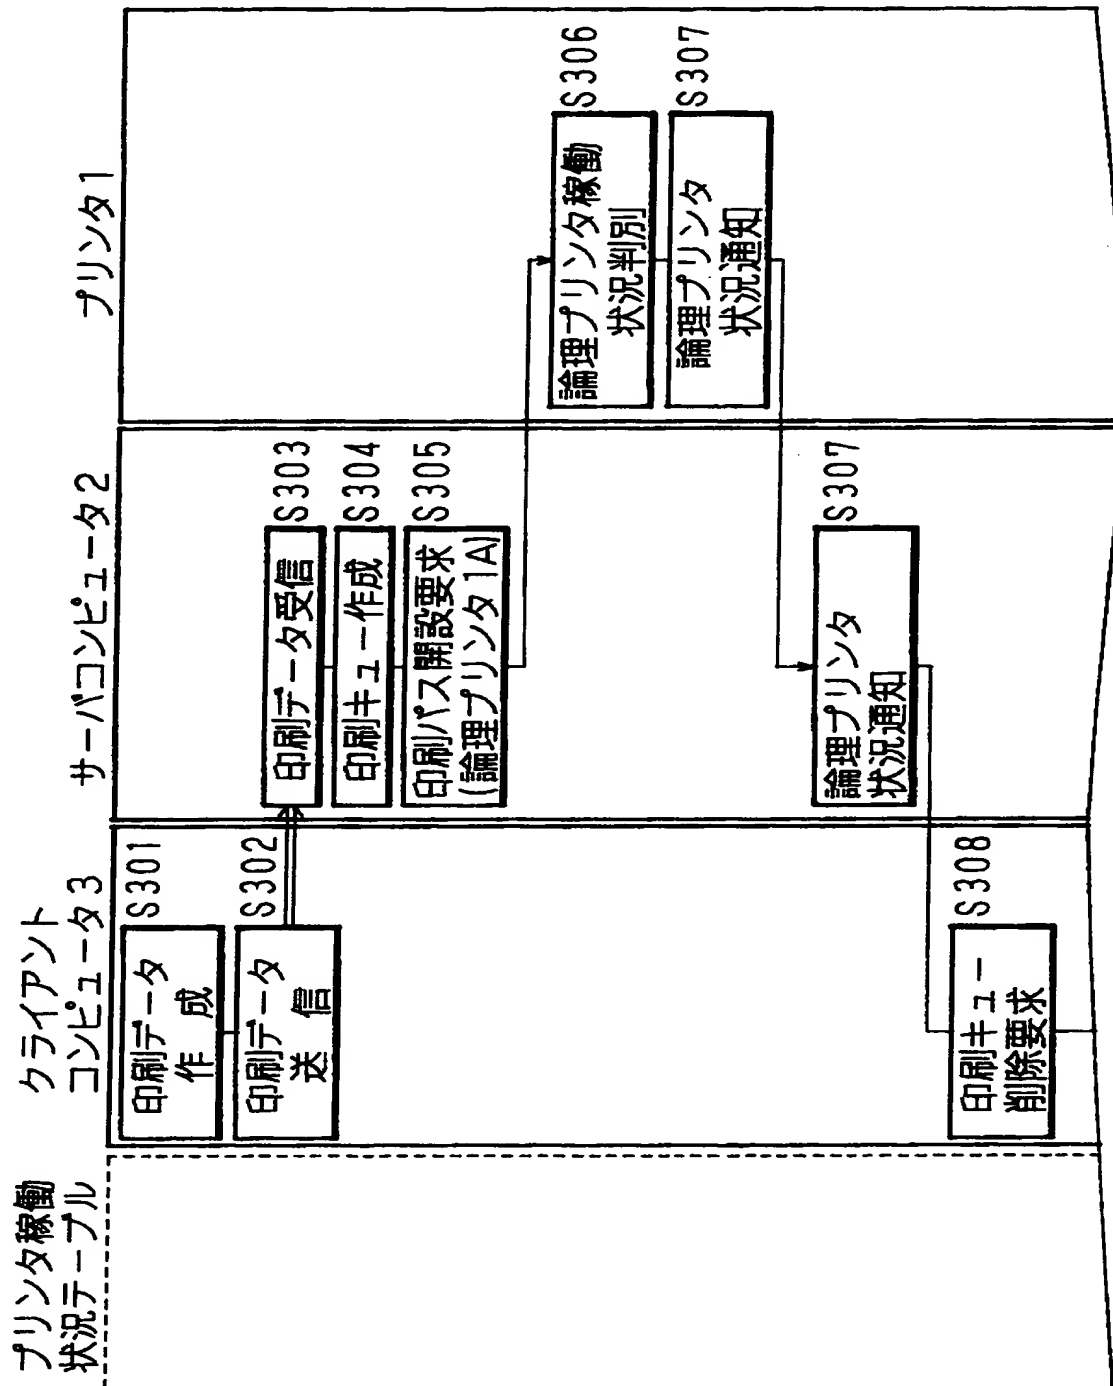 プリンタ稼働
状況テーブル
クライアント
コンピュータ3
サーバコンピュータ2
プリンタ1
印刷データ
作 成
S301
印刷データ
送 信
S302
印刷データ受信
S303
印刷キュー作成
S304
印刷パス開設要求
(論理プリンタ1A)
S305
論理プリンタ稼働
状況判別
S306
論理プリンタ
状況通知
S307
論理プリンタ
状況通知
S307
印刷キュー
削除要求
S308